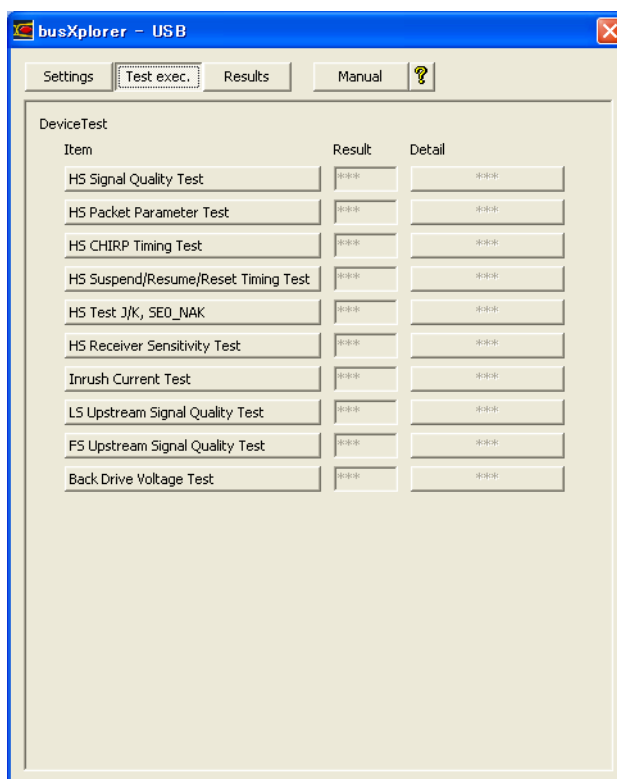 busXplorer - USB
Settings Test exec. Results Manual ?
DeviceTest
Item Result Detail
HS Signal Quality Test *** ***
HS Packet Parameter Test *** ***
HS CHIRP Timing Test *** ***
HS Suspend/Resume/Reset Timing Test *** ***
HS Test J/K, SE0_NAK *** ***
HS Receiver Sensitivity Test *** ***
Inrush Current Test *** ***
LS Upstream Signal Quality Test *** ***
FS Upstream Signal Quality Test *** ***
Back Drive Voltage Test *** ***